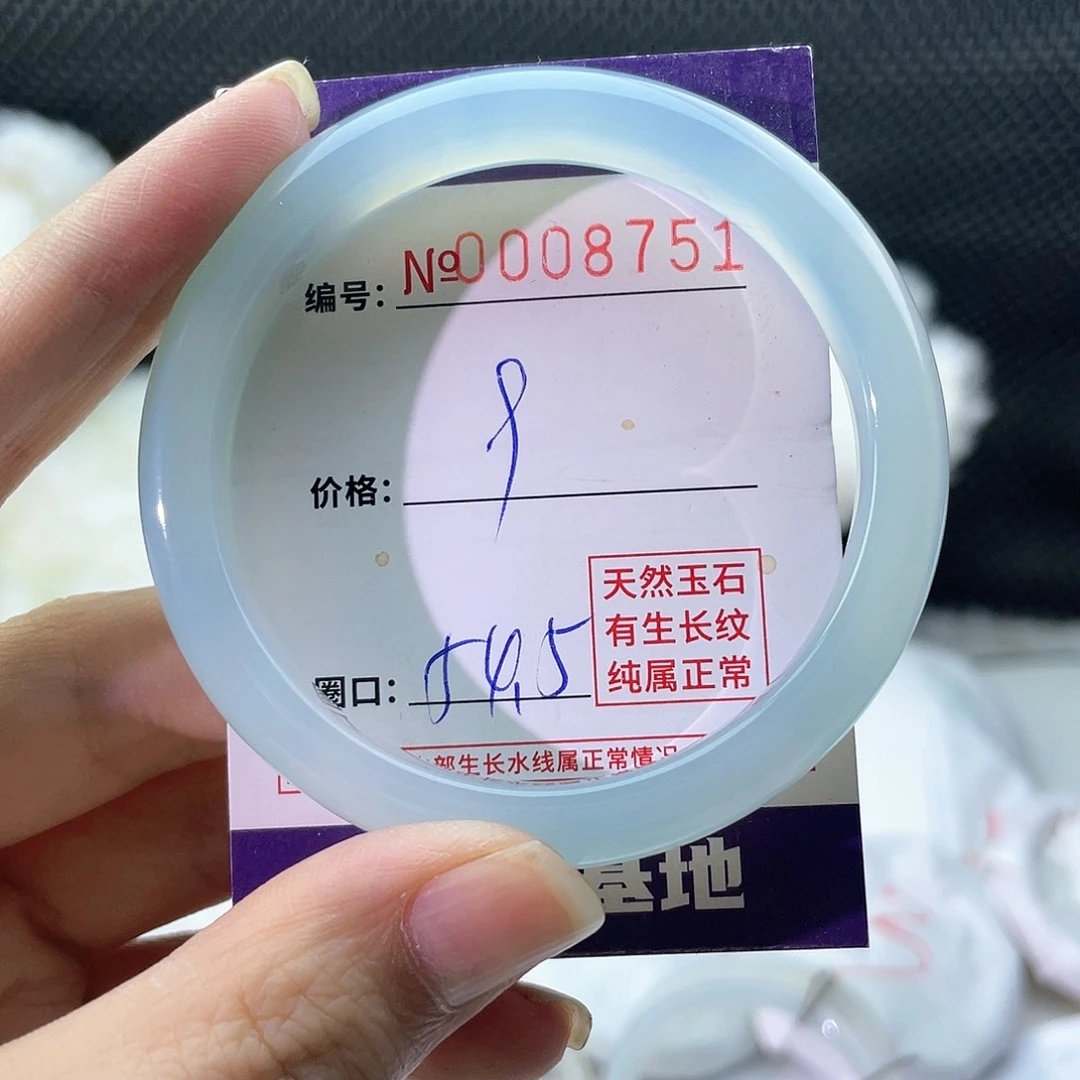 编号: №0008751
价格:
圈口: 54,5
天然玉石
有生长纹
纯属正常
部生长水线属正常情况
基地